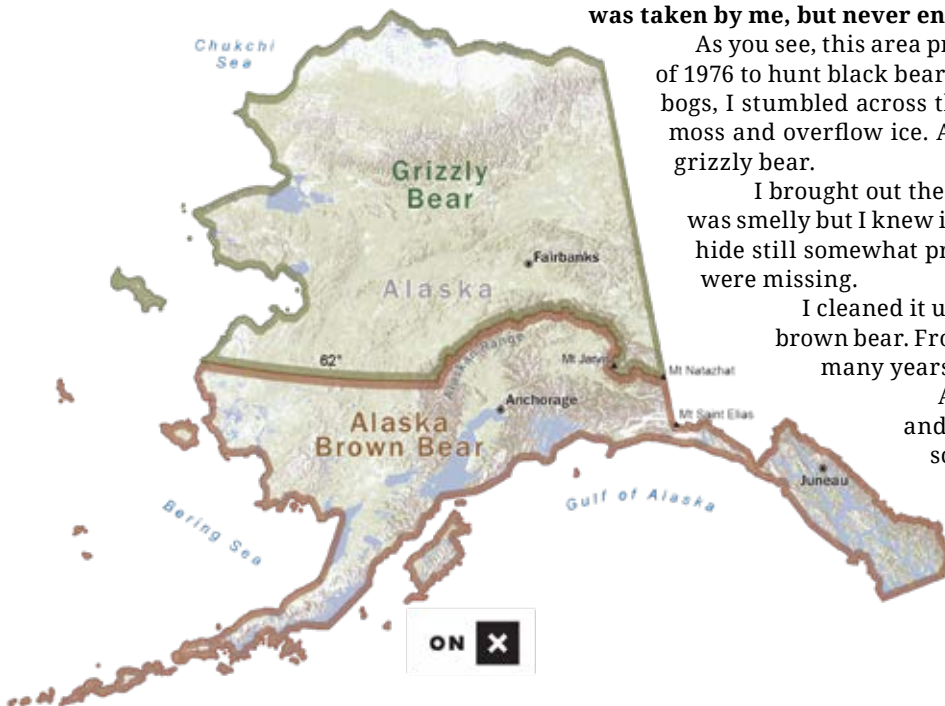 was taken by me, but never en
As you see, this area pr
of 1976 to hunt black bear
bogs, I stumbled across th
moss and overflow ice. A
grizzly bear.
I brought out the
was smelly but I knew i
hide still somewhat pr
were missing.
I cleaned it u
brown bear. Fro
many years
A
and
so
Chukchi
Sea
Grizzly
Bear
Fairbanks
Alaska
62°
Alaskan Range
Mt Jarvis
Mt Natazhat
Anchorage
Mt Saint Elias
Alaska
Brown Bear
Juneau
Gulf of Alaska
Bering Sea
ON X